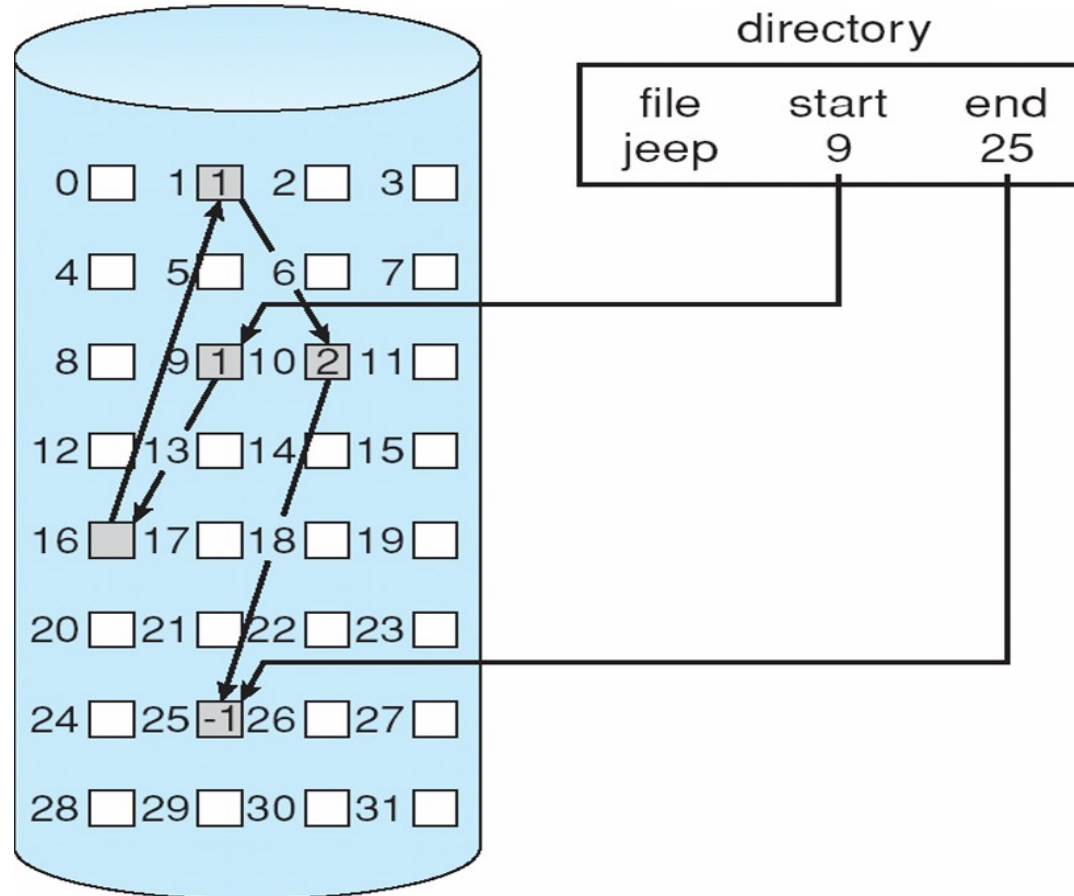 directory
file start end
jeep 9 25
0 1 1 2 3
4 5 6 7
8 9 1 10 2 11
12 13 14 15
16 17 18 19
20 21 22 23
24 25 -1 26 27
28 29 30 31